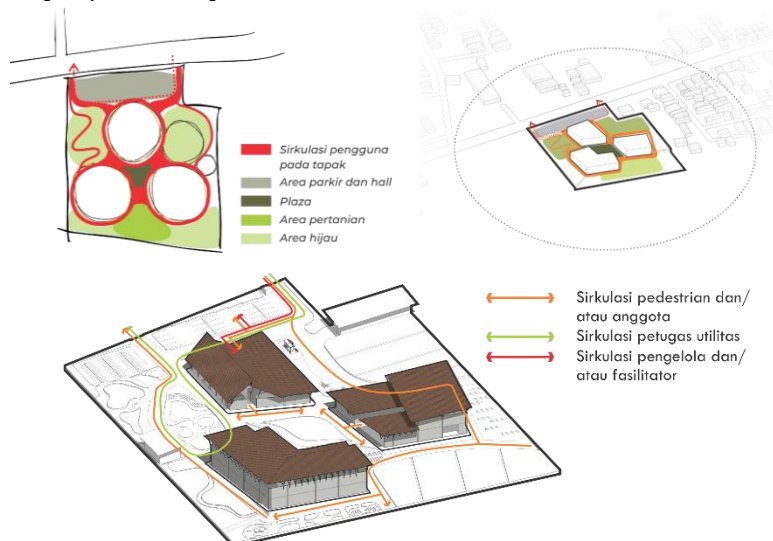 Sirkulasi pengguna
pada tapak
Area parkir dan hall
Plaza
Area pertanian
Area hijau
Sirkulasi pedestrian dan/
atau anggota
Sirkulasi petugas utilitas
Sirkulasi pengelola dan/
atau fasilitator